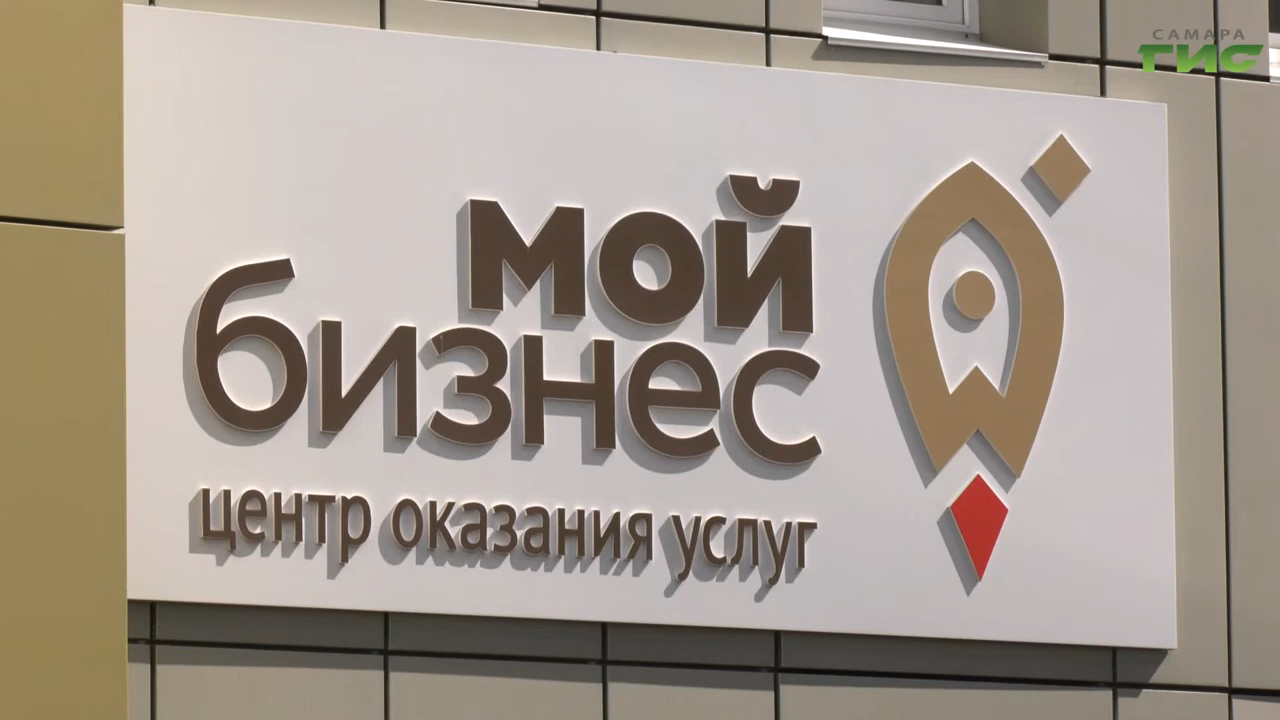 мой
бизнес
центр оказания услуг
САМАРА
ГИС